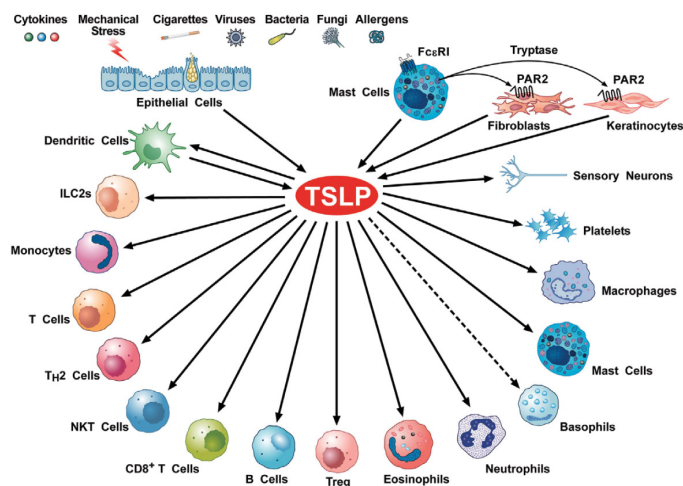 Cytokines
Mechanical
Stress
Cigarettes
Viruses
Bacteria
Fungi
Allergens
Epithelial Cells
FcεRI
Mast Cells
Tryptase
PAR2
Fibroblasts
PAR2
Keratinocytes
Dendritic Cells
ILC2s
Monocytes
T Cells
TH2 Cells
NKT Cells
CD8+ T Cells
B Cells
Treg
Eosinophils
Neutrophils
Basophils
Mast Cells
Macrophages
Platelets
Sensory Neurons
TSLP